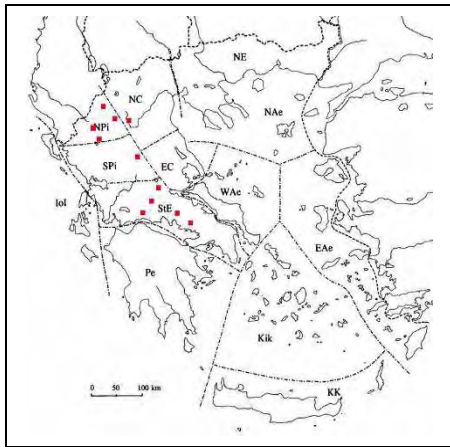 NE
NC
NAe
NPi
SPi
EC
WAe
IoI
StE
EAe
Pe
Kik
KK
0 50 100 km